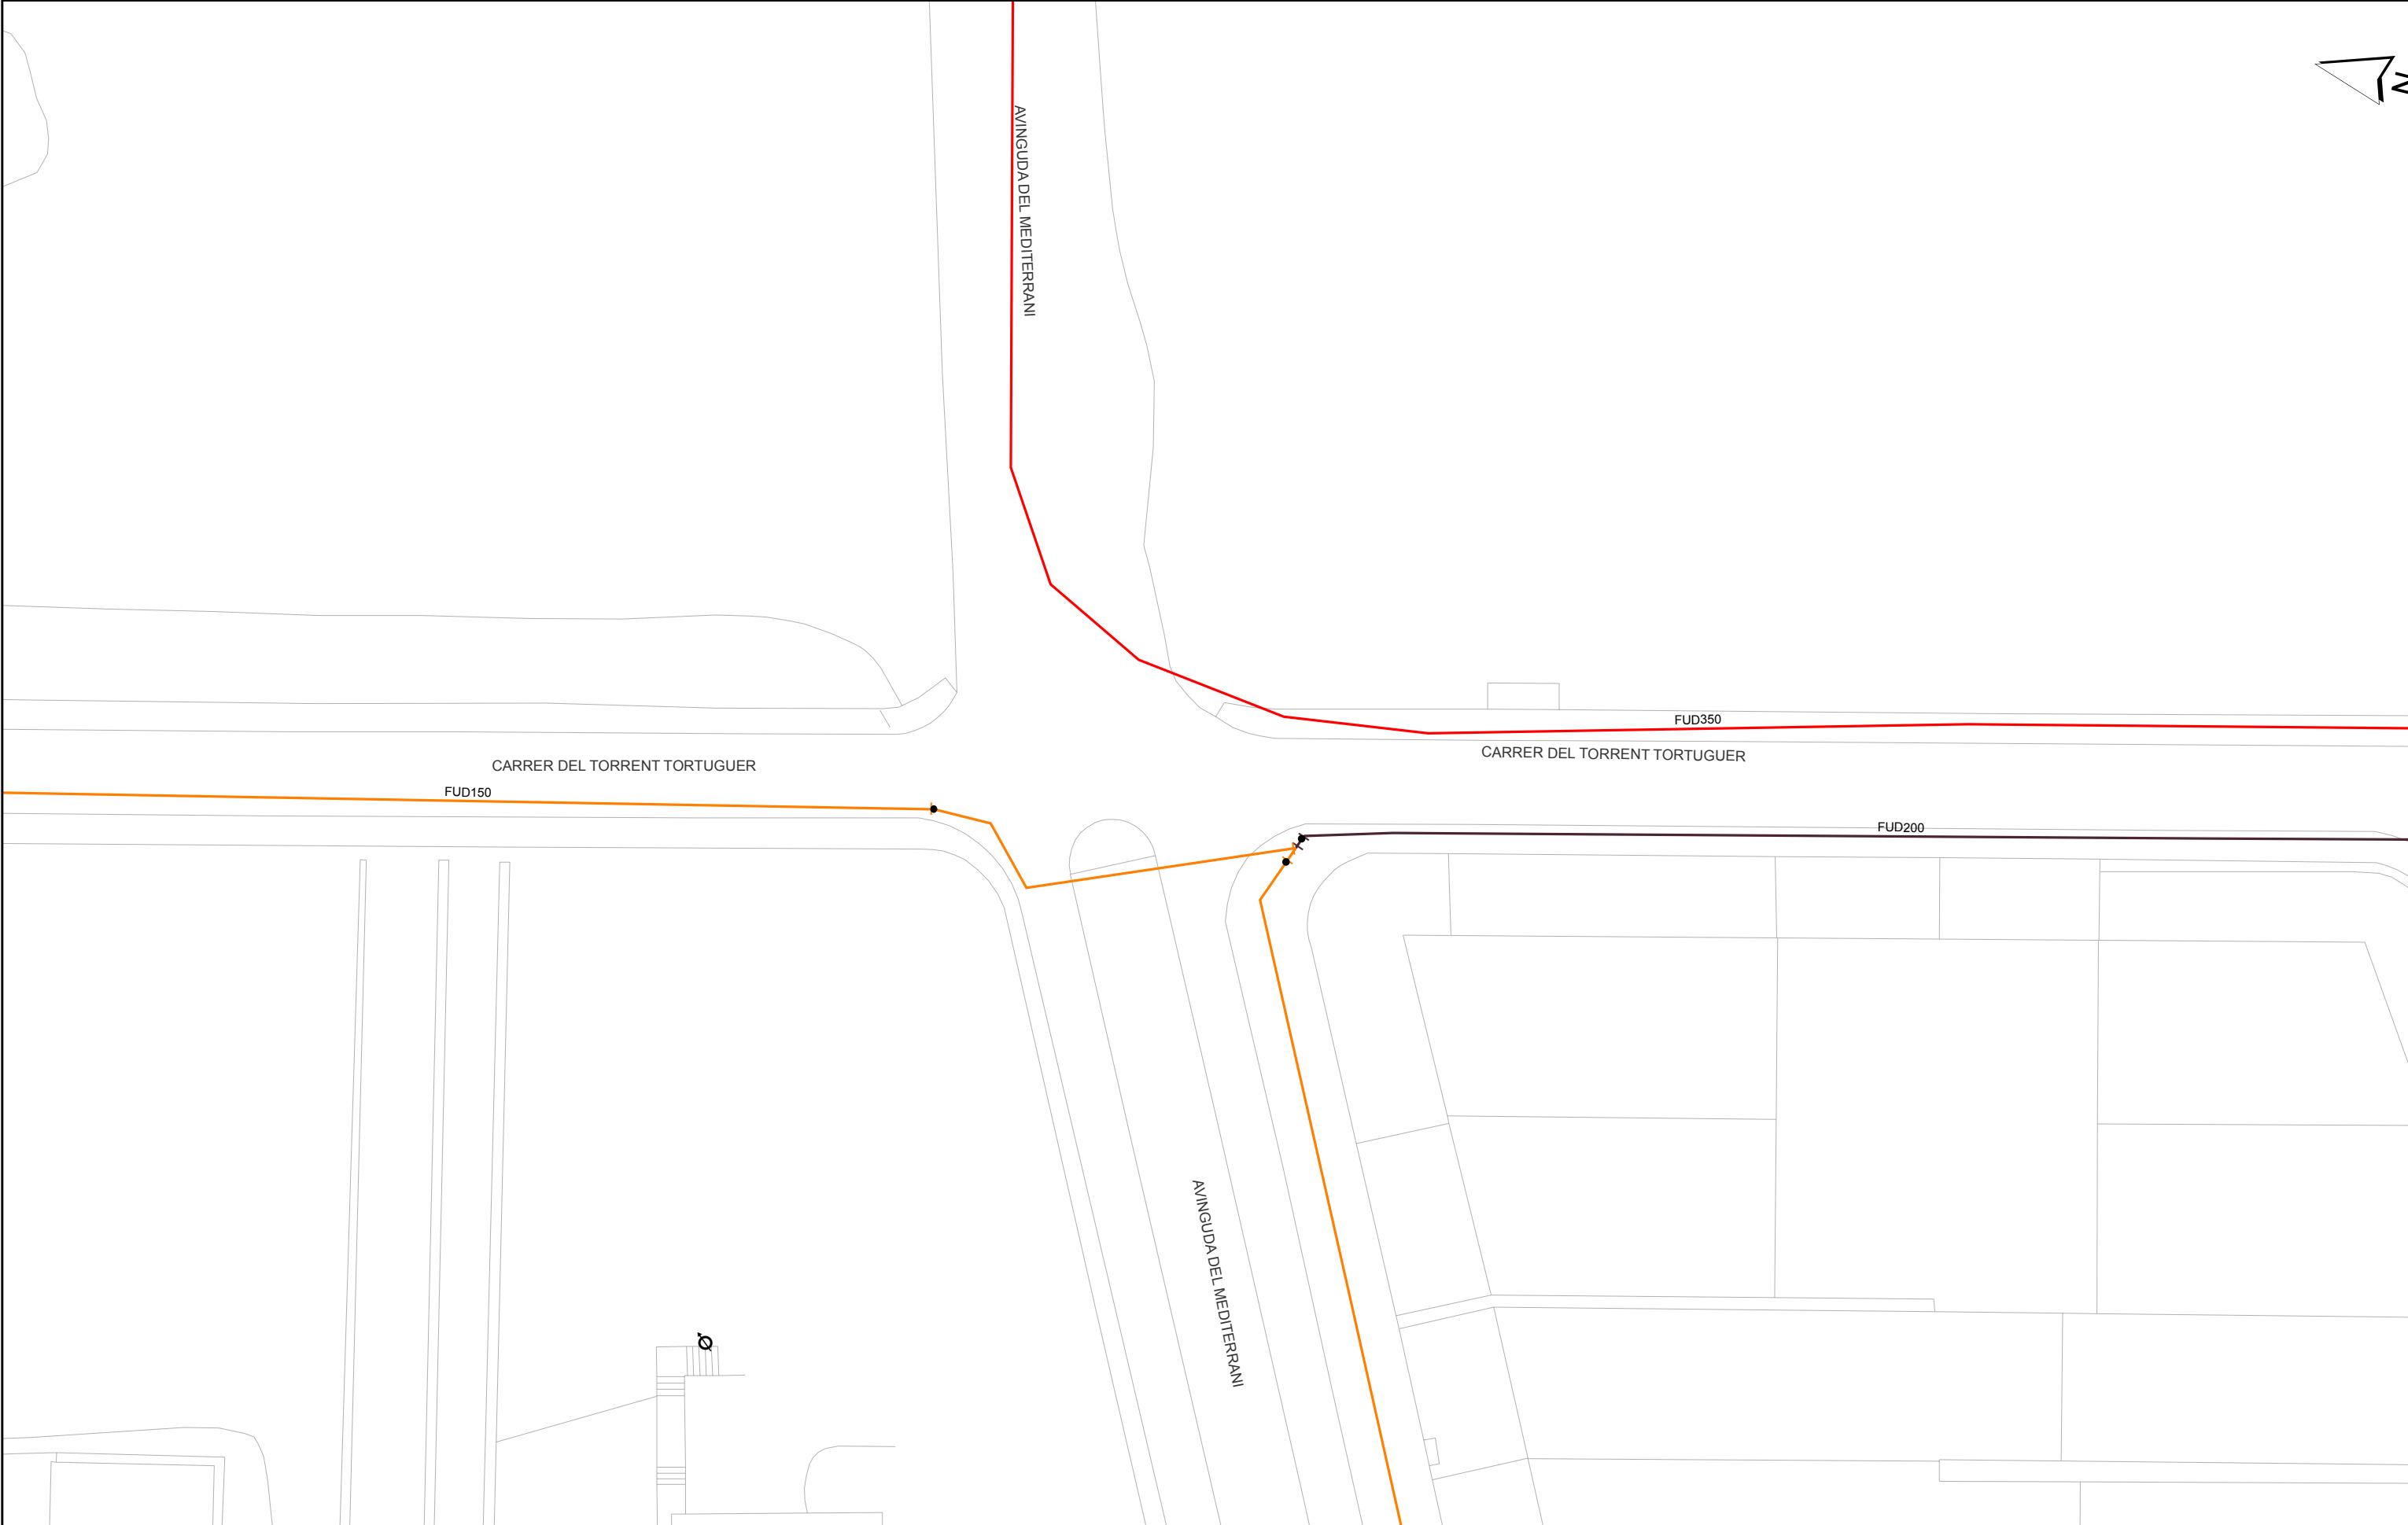 AVINGUDA DEL MEDITERRANI
N
FUD350
CARRER DEL TORRENT TORTUGUER
CARRER DEL TORRENT TORTUGUER
FUD150
FUD200
AVINGUDA DEL MEDITERRANI